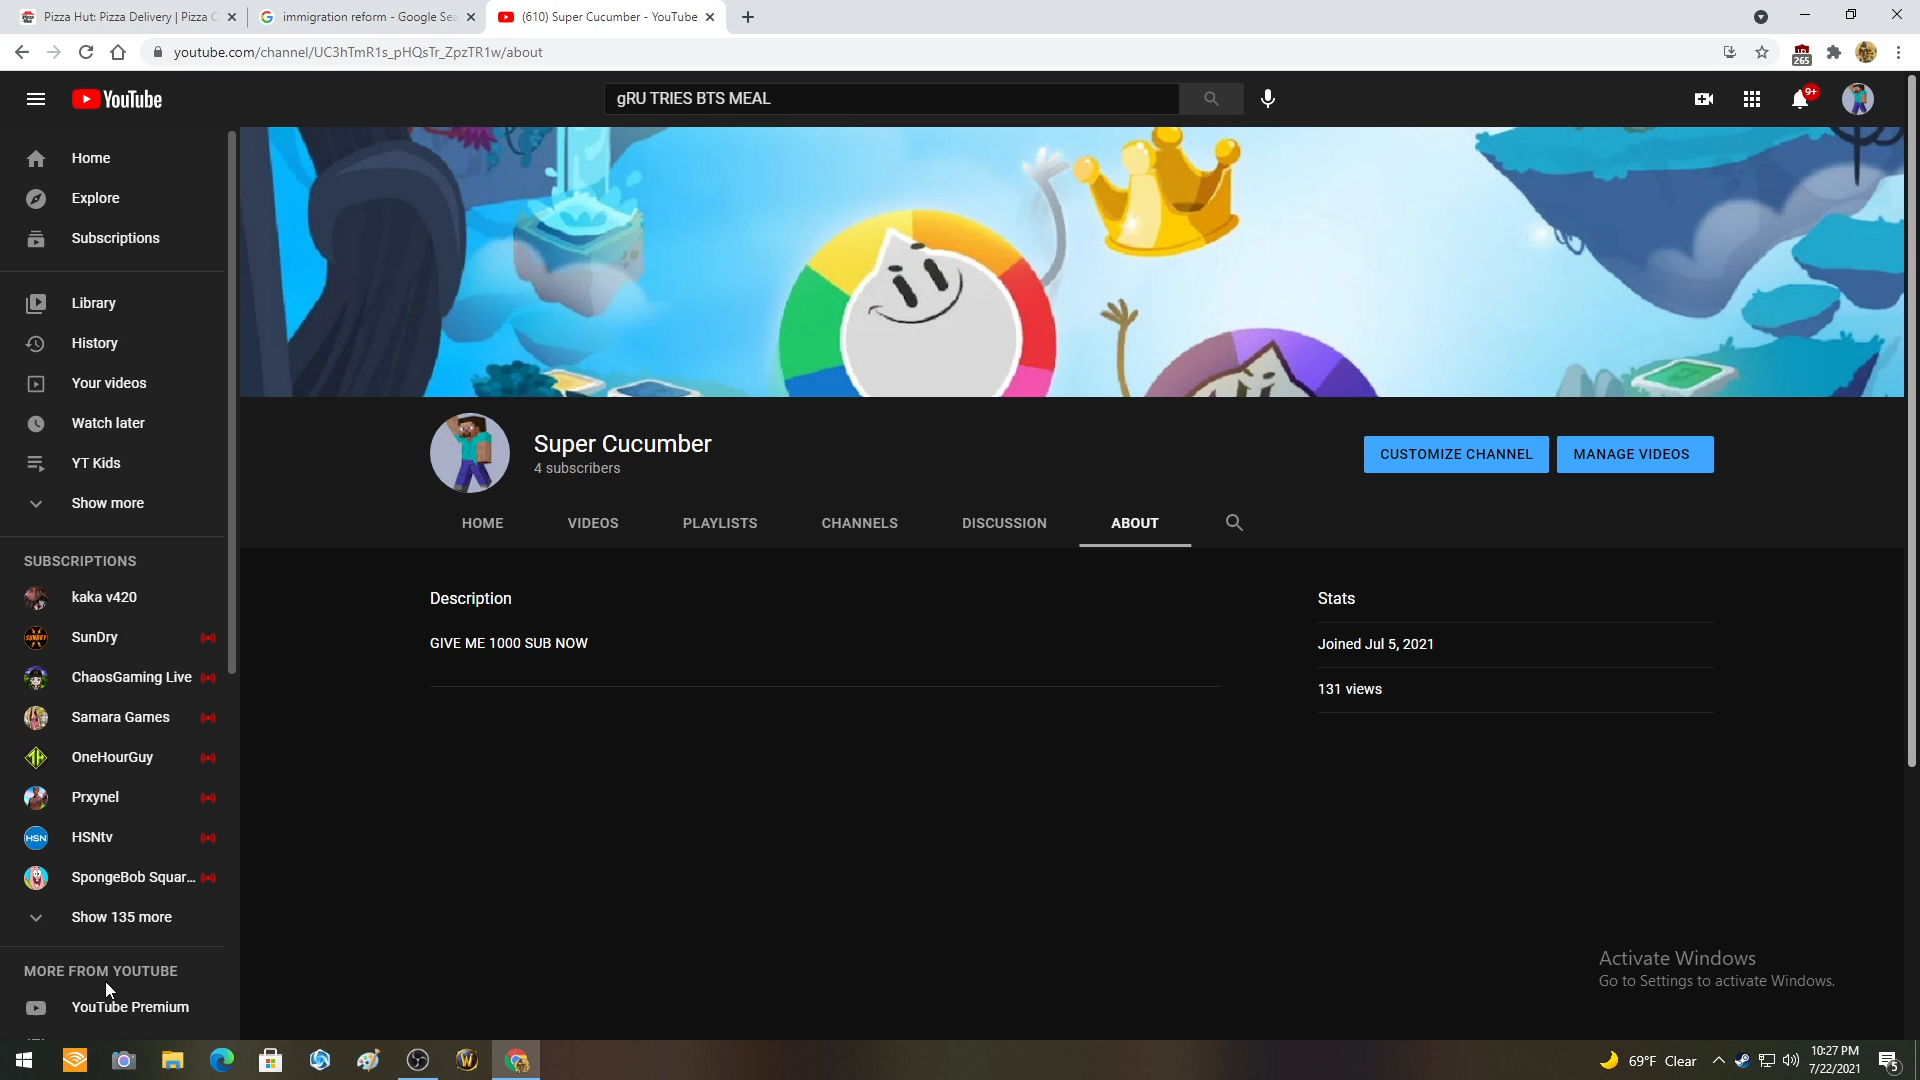 Pizza Hut: Pizza Delivery | Pizza C
immigration reform - Google Sea
(610) Super Cucumber - YouTube
youtube.com/channel/UC3hTmR1s_pHQsTr_ZpzTR1w/about
265
YouTube
gRU TRIES BTS MEAL
9+
Home
Explore
Subscriptions
Library
History
Your videos
Watch later
YT Kids
Show more
SUBSCRIPTIONS
kaka v420
SunDry
ChaosGaming Live
Samara Games
OneHourGuy
Prxynel
HSN
HSNtv
SpongeBob Squar...
Show 135 more
MORE FROM YOUTUBE
YouTube Premium
Super Cucumber
4 subscribers
CUSTOMIZE CHANNEL
MANAGE VIDEOS
HOME
VIDEOS
PLAYLISTS
CHANNELS
DISCUSSION
ABOUT
Description
GIVE ME 1000 SUB NOW
Stats
Joined Jul 5, 2021
131 views
Activate Windows
Go to Settings to activate Windows.
69°F Clear
10:27 PM
7/22/2021
5